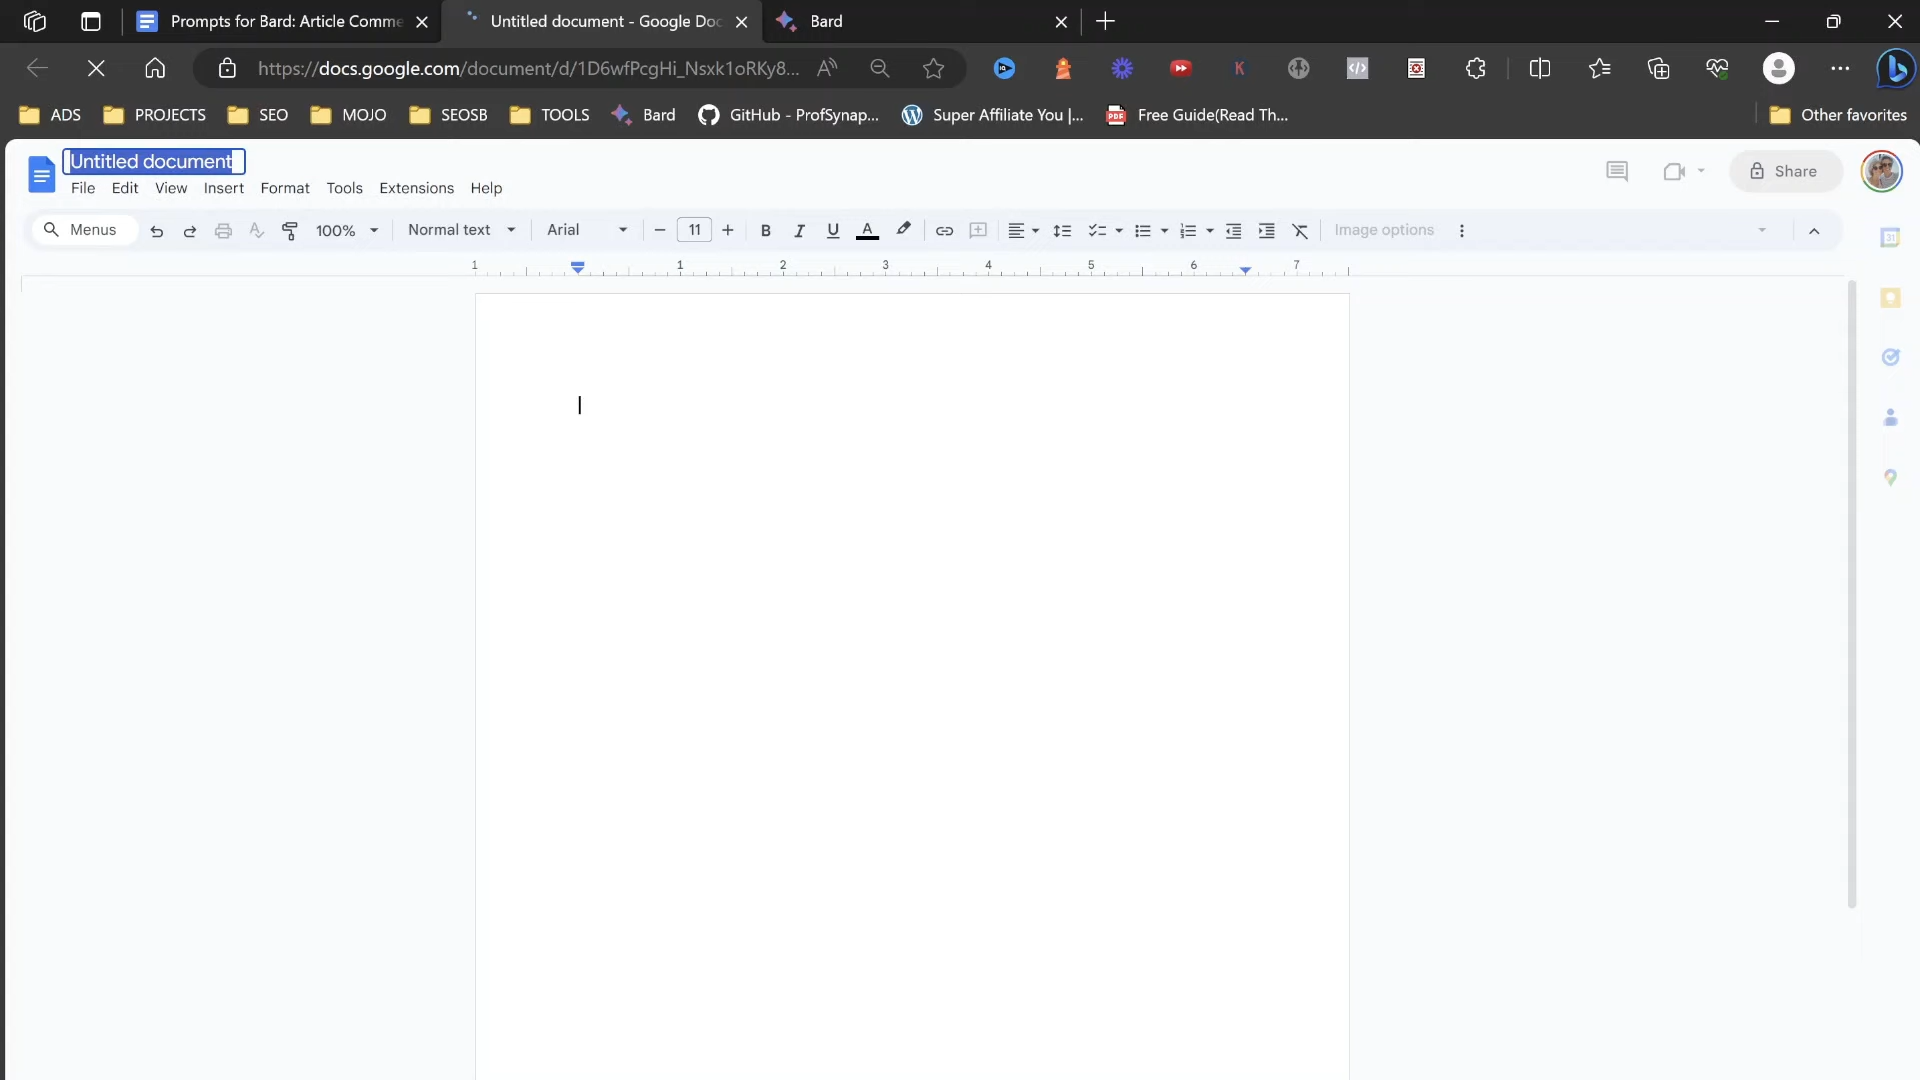 Prompts for Bard: Article Comme
Untitled document - Google Doc
Bard
https://docs.google.com/document/d/1D6wfPcgHi_Nsxk1oRKy8...
ADS
PROJECTS
SEO
MOJO
SEOSB
TOOLS
Bard
GitHub - ProfSynap...
Super Affiliate You |...
Free Guide(Read Th...
Other favorites
Untitled document
File Edit View Insert Format Tools Extensions Help
Share
Menus
100%
Normal text
Arial
11
Image options
1 1 2 3 4 5 6 7